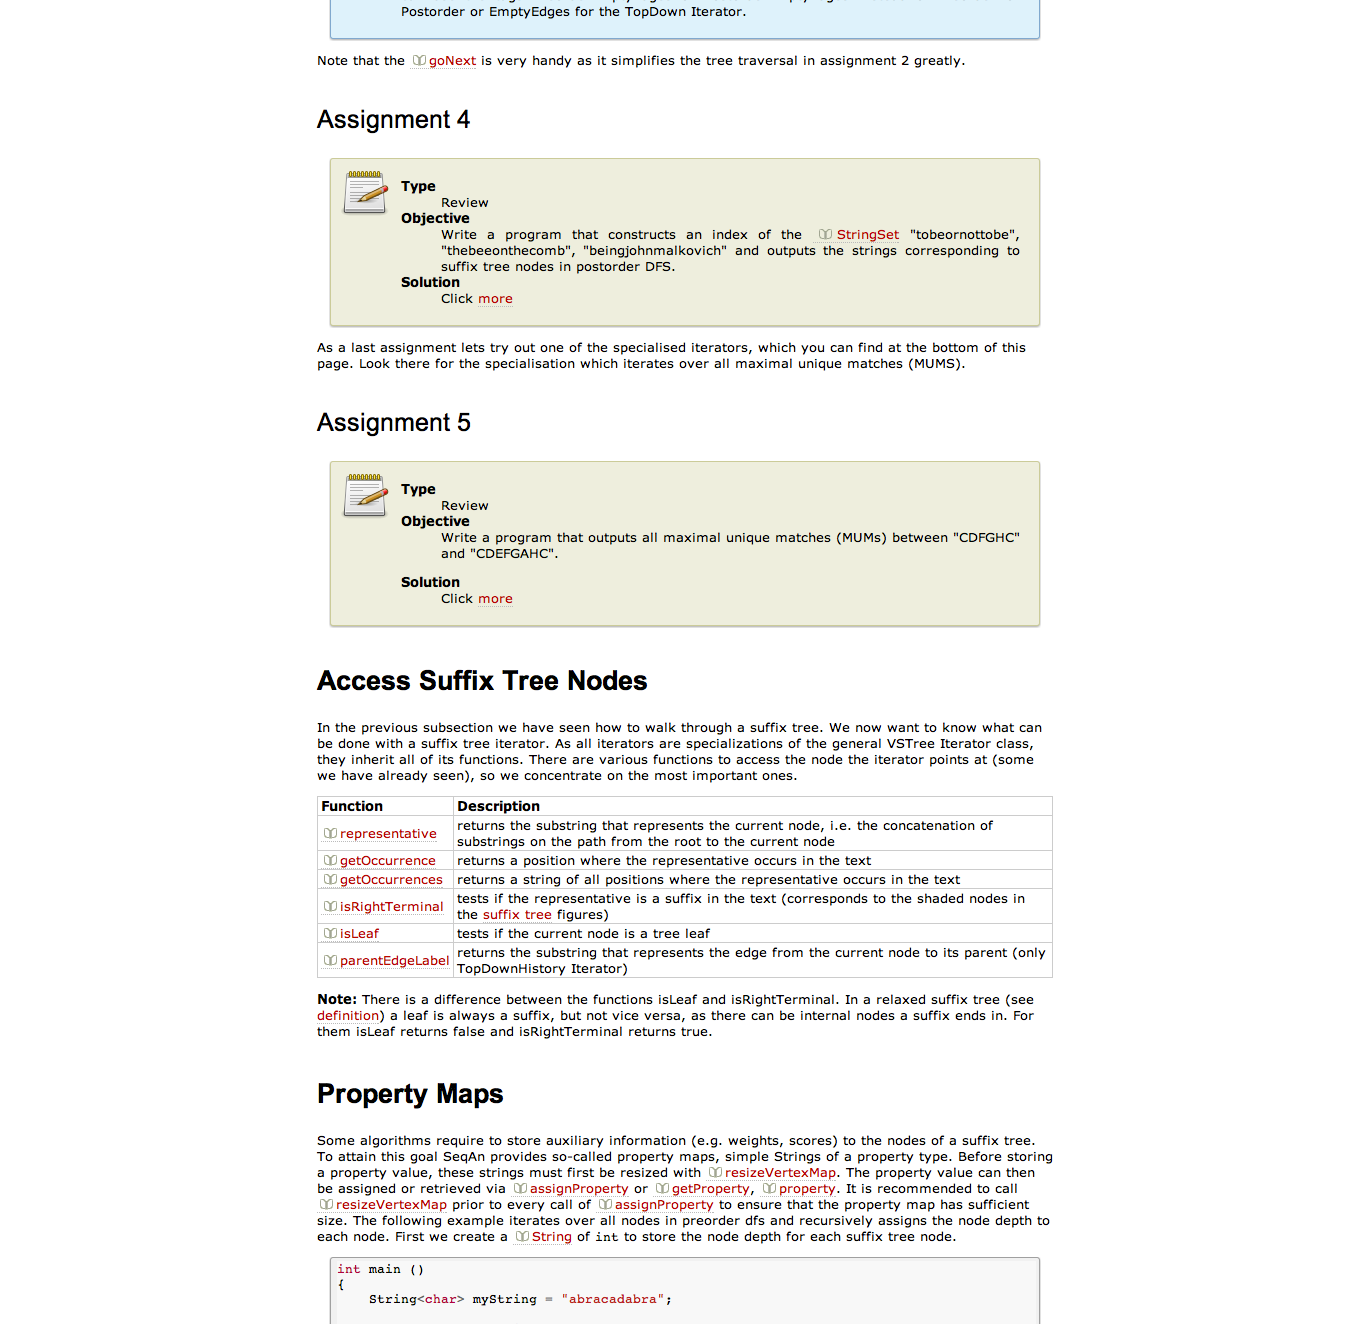 Postorder or EmptyEdges for the TopDown Iterator.
Note that the goNext is very handy as it simplifies the tree traversal in assignment 2 greatly.
Assignment 4
Type
Review
Objective
Write a program that constructs an index of the StringSet "tobeornottobe",
"thebeeonthecomb", "beingjohnmalkovich" and outputs the strings corresponding to
suffix tree nodes in postorder DFS.
Solution
Click more
As a last assignment lets try out one of the specialised iterators, which you can find at the bottom of this
page. Look there for the specialisation which iterates over all maximal unique matches (MUMS).
Assignment 5
Type
Review
Objective
Write a program that outputs all maximal unique matches (MUMs) between "CDFGHC"
and "CDEFGAHC".
Solution
Click more
Access Suffix Tree Nodes
In the previous subsection we have seen how to walk through a suffix tree. We now want to know what can
be done with a suffix tree iterator. As all iterators are specializations of the general VSTree Iterator class,
they inherit all of its functions. There are various functions to access the node the iterator points at (some
we have already seen), so we concentrate on the most important ones.
Function Description
representative returns the substring that represents the current node, i.e. the concatenation of
substrings on the path from the root to the current node
getOccurrence returns a position where the representative occurs in the text
getOccurrences returns a string of all positions where the representative occurs in the text
isRightTerminal tests if the representative is a suffix in the text (corresponds to the shaded nodes in
the suffix tree figures)
isLeaf tests if the current node is a tree leaf
parentEdgeLabel returns the substring that represents the edge from the current node to its parent (only
TopDownHistory Iterator)
Note: There is a difference between the functions isLeaf and isRightTerminal. In a relaxed suffix tree (see
definition) a leaf is always a suffix, but not vice versa, as there can be internal nodes a suffix ends in. For
them isLeaf returns false and isRightTerminal returns true.
Property Maps
Some algorithms require to store auxiliary information (e.g. weights, scores) to the nodes of a suffix tree.
To attain this goal SeqAn provides so-called property maps, simple Strings of a property type. Before storing
a property value, these strings must first be resized with resizeVertexMap. The property value can then
be assigned or retrieved via assignProperty or getProperty, property. It is recommended to call
resizeVertexMap prior to every call of assignProperty to ensure that the property map has sufficient
size. The following example iterates over all nodes in preorder dfs and recursively assigns the node depth to
each node. First we create a String of int to store the node depth for each suffix tree node.
int main ()
{
String<char> myString = "abracadabra";